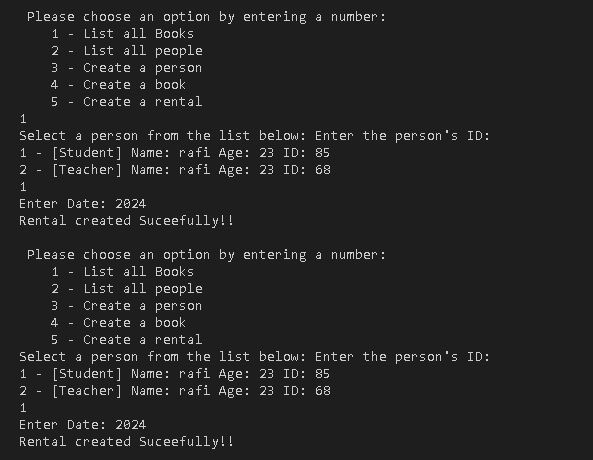 Please choose an option by entering a number:
1 - List all Books
2 - List all people
3 - Create a person
4 - Create a book
5 - Create a rental
1
Select a person from the list below: Enter the person's ID:
1 - [Student] Name: rafi Age: 23 ID: 85
2 - [Teacher] Name: rafi Age: 23 ID: 68
1
Enter Date: 2024
Rental created Suceefully!!
Please choose an option by entering a number:
1 - List all Books
2 - List all people
3 - Create a person
4 - Create a book
5 - Create a rental
Select a person from the list below: Enter the person's ID:
1 - [Student] Name: rafi Age: 23 ID: 85
2 - [Teacher] Name: rafi Age: 23 ID: 68
1
Enter Date: 2024
Rental created Suceefully!!